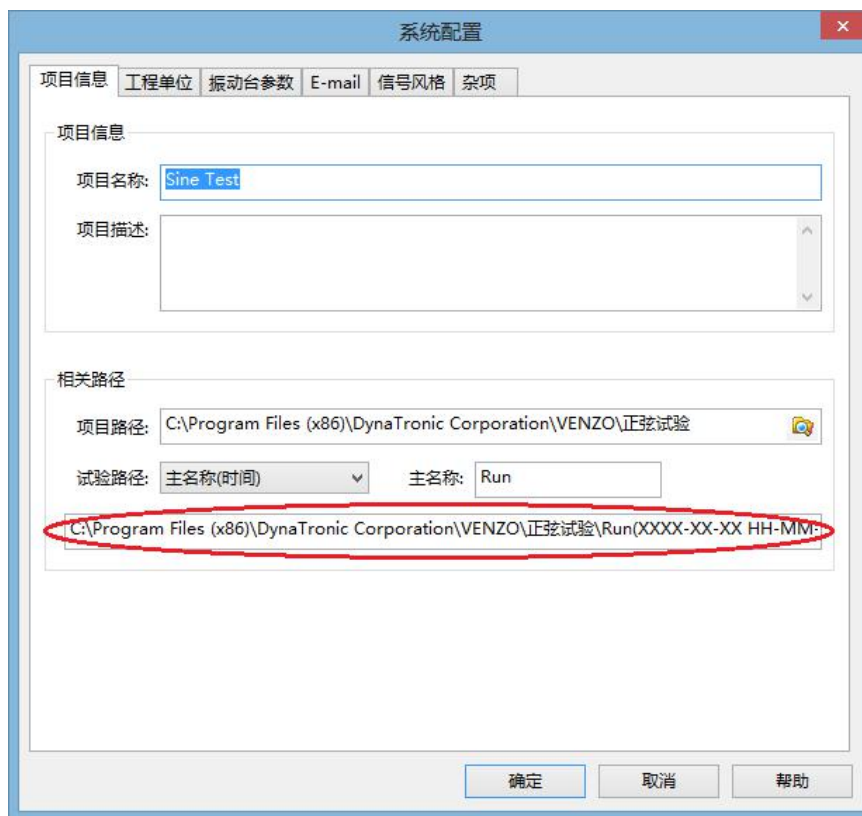 系统配置
项目信息 工程单位 振动台参数 E-mail 信号风格 杂项
项目信息
项目名称: Sine Test
项目描述:
相关路径
项目路径: C:\Program Files (x86)\DynaTronic Corporation\VENZO\正弦试验
试验路径: 主名称(时间) 主名称: Run
C:\Program Files (x86)\DynaTronic Corporation\VENZO\正弦试验\Run(XXXX-XX-XX HH-MM-
确定 取消 帮助